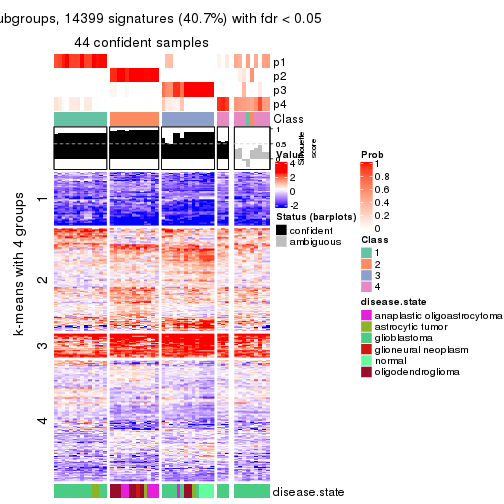 ubgroups, 14399 signatures (40.7%) with fdr < 0.05
44 confident samples
p1
p2
p3
p4
Class
1
0.5
0
Silhouette
score
k-means with 4 groups
1
2
3
4
Value
4
2
0
-2
Status (barplots)
confident
ambiguous
Prob
1
0.8
0.6
0.4
0.2
0
Class
1
2
3
4
disease.state
anaplastic oligoastrocytoma
astrocytic tumor
glioblastoma
glioneural neoplasm
normal
oligodendroglioma
disease.state